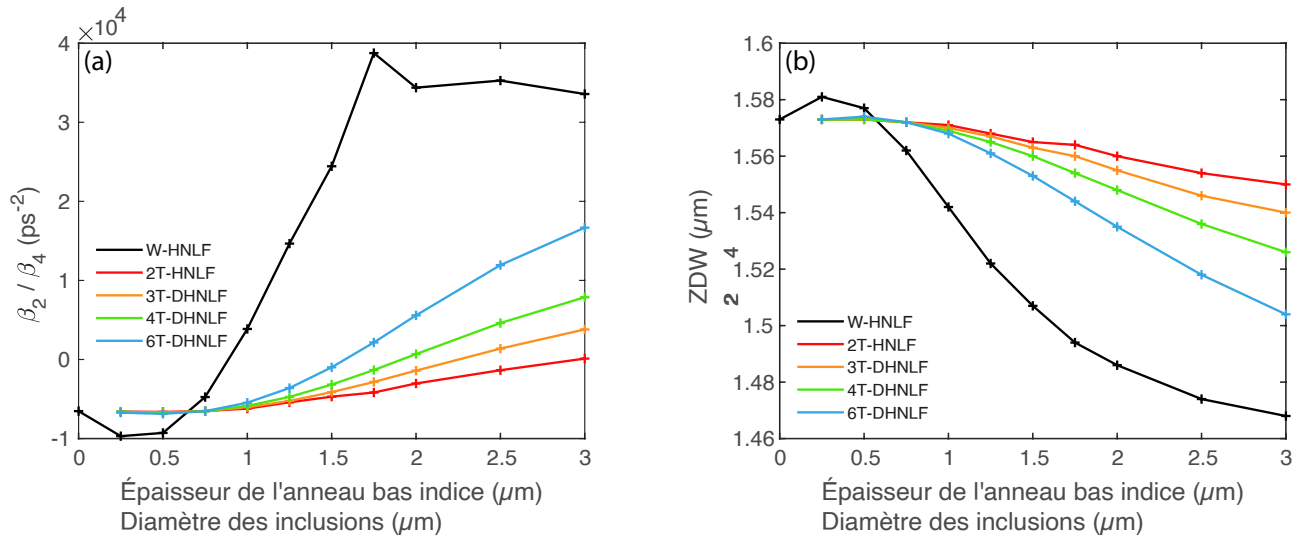 ×10⁴
4
3
2
1
0
-1
(a)
β₂ / β₄ (ps⁻²)
W-HNLF
2T-HNLF
3T-DHNLF
4T-DHNLF
6T-DHNLF
0 0.5 1 1.5 2 2.5 3
Épaisseur de l'anneau bas indice (µm)
Diamètre des inclusions (µm)
1.6
1.58
1.56
1.54
1.52
1.5
1.48
1.46
(b)
ZDW (µm)
W-HNLF
2T-HNLF
3T-DHNLF
4T-DHNLF
6T-DHNLF
0 0.5 1 1.5 2 2.5 3
Épaisseur de l'anneau bas indice (µm)
Diamètre des inclusions (µm)